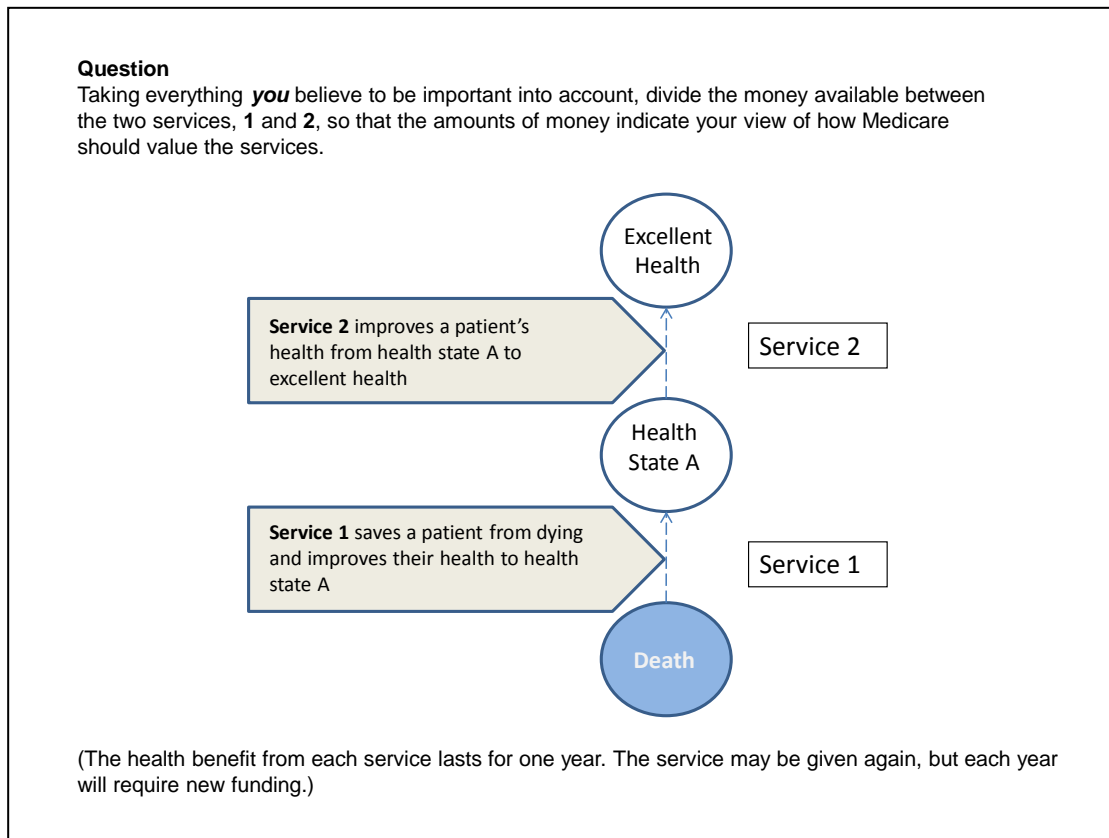 Question
Taking everything you believe to be important into account, divide the money available between
the two services, 1 and 2, so that the amounts of money indicate your view of how Medicare
should value the services.
Excellent
Health
Service 2 improves a patient's
health from health state A to
excellent health
Service 2
Health
State A
Service 1 saves a patient from dying
and improves their health to health
state A
Service 1
Death
(The health benefit from each service lasts for one year. The service may be given again, but each year
will require new funding.)